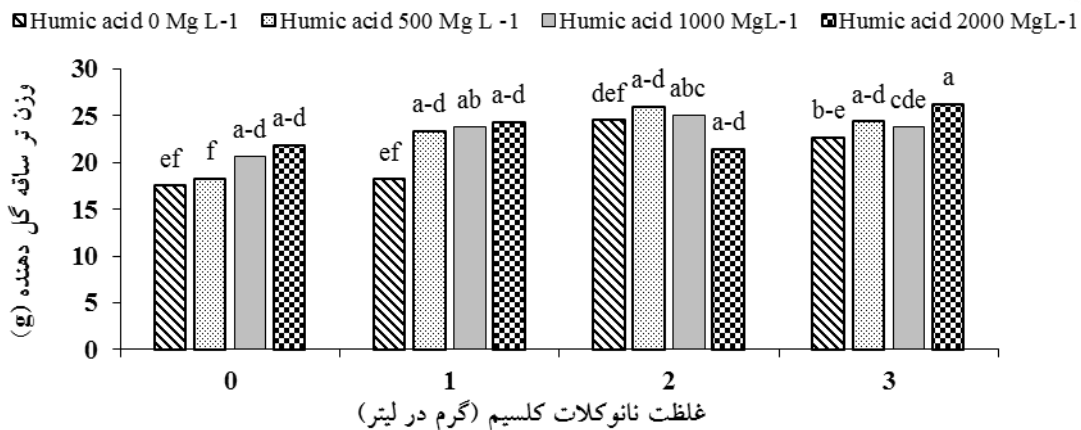 Humic acid 0 Mg L-1 Humic acid 500 Mg L -1 Humic acid 1000 MgL-1 Humic acid 2000 MgL-1
وزن تر ساقه گل دهنده (g)
30
25
20
15
10
5
0
ef f a-d a-d
ef a-d ab a-d
def a-d abc a-d
b-e a-d cde a
0 1 2 3
غلظت نانوکلات کلسیم (گرم در لیتر)